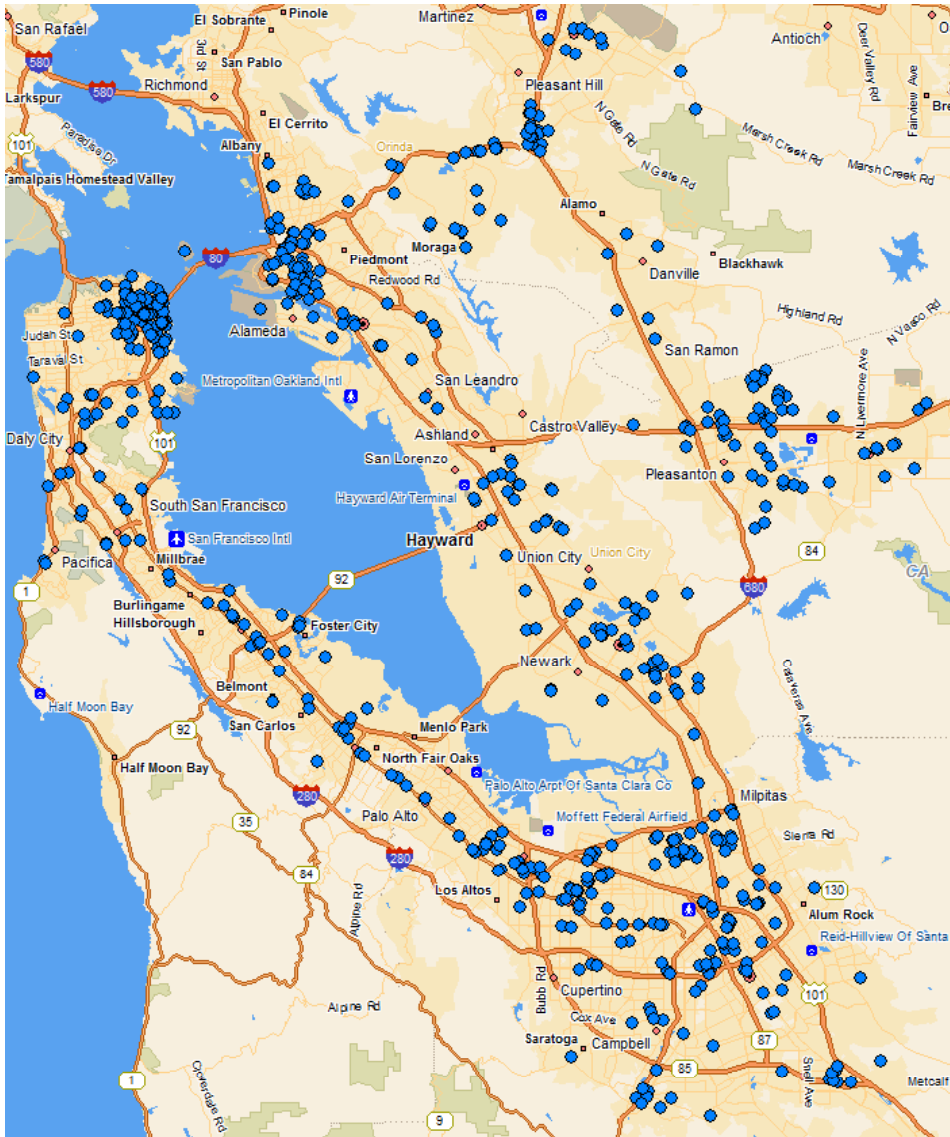 El Sobrante
Pinole
Martinez
San Rafael
Antioch
580
San Pablo
3rd St
Deer Valley Rd
Fairview Ave
Richmond
580
Pleasant Hill
Larkspur
El Cerrito
N Gate Rd
Marsh Creek Rd
101
Paradise Dr
Albany
Orinda
N Gate Rd
Marsh Creek Rd
Tamalpais Homestead Valley
Alamo
Moraga
80
Piedmont
Danville
Blackhawk
Redwood Rd
Highland Rd
N Vasco Rd
Alameda
Judah St
San Ramon
Taraval St
Metropolitan Oakland Intl
San Leandro
N Livermore Ave
Daly City
101
Ashland
Castro Valley
San Lorenzo
Pleasanton
South San Francisco
Hayward Air Terminal
San Francisco Intl
Hayward
Pacifica
Millbrae
Union City
Union City
84
CA
1
92
680
Burlingame
Hillsborough
Foster City
Newark
Belmont
Calaveras Ave
Half Moon Bay
San Carlos
92
Menlo Park
Half Moon Bay
North Fair Oaks
Palo Alto Arpt Of Santa Clara Co
280
Milpitas
35
Palo Alto
Moffett Federal Airfield
Sierra Rd
280
84
Los Altos
130
Alpine Rd
Alum Rock
Reid-Hillview Of Santa
Bubb Rd
Cupertino
101
Alpine Rd
Cox Ave
Saratoga
Campbell
87
85
1
Snell Ave
Metcalf
Cloverdale Rd
9